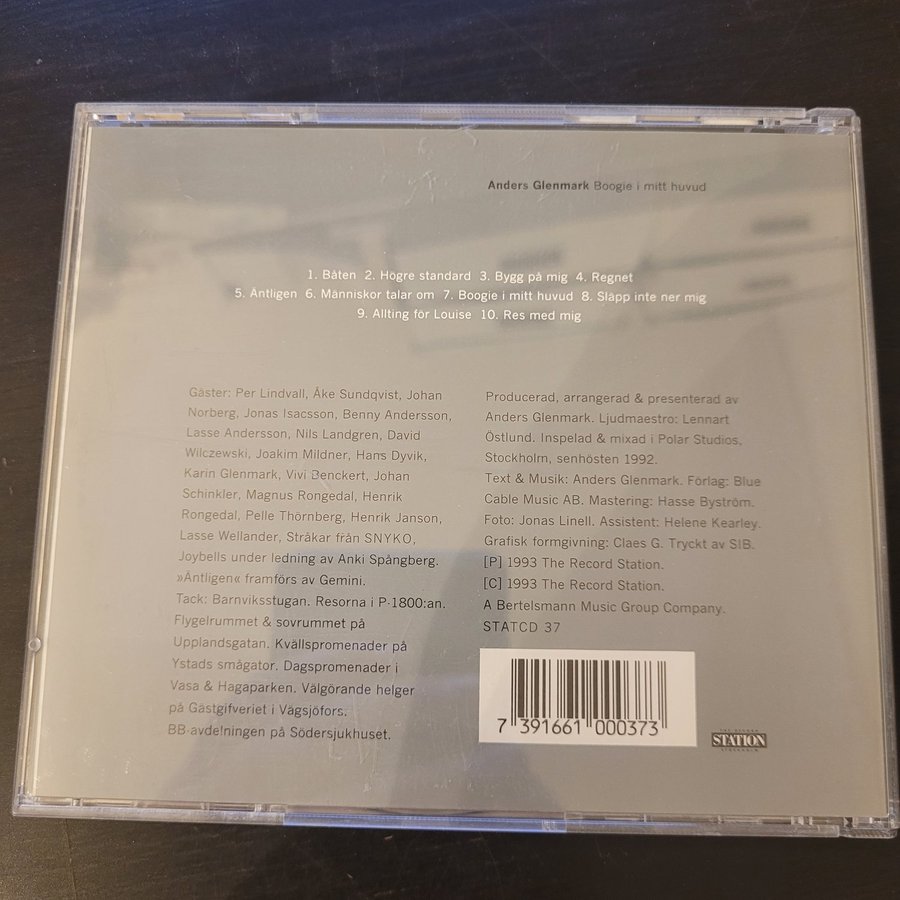 Anders Glenmark Boogie i mitt huvud
1. Båten 2. Högre standard 3. Bygg på mig 4. Regnet
5. Äntligen 6. Människor talar om 7. Boogie i mitt huvud 8. Släpp inte ner mig
9. Allting för Louise 10. Res med mig
Gäster: Per Lindvall, Åke Sundqvist, Johan
Norberg, Jonas Isacsson, Benny Andersson,
Lasse Andersson, Nils Landgren, David
Wilczewski, Joakim Mildner, Hans Dyvik,
Karin Glenmark, Vivi Benckert, Johan
Schinkler, Magnus Rongedal, Henrik
Rongedal, Pelle Thörnberg, Henrik Janson,
Lasse Wellander, Stråkar från SNYKO,
Joybells under ledning av Anki Spångberg.
»Äntligen« framförs av Gemini.
Tack: Barnviksstugan. Resorna i P-1800:an.
Flygelrummet & sovrummet på
Upplandsgatan. Kvällspromenader på
Ystads smågator. Dagspromenader i
Vasa & Hagaparken. Välgörande helger
på Gästgifveriet i Vägsjöfors.
BB-avdelningen på Södersjukhuset.
Producerad, arrangerad & presenterad av
Anders Glenmark. Ljudmaestro: Lennart
Östlund. Inspelad & mixad i Polar Studios,
Stockholm, senhösten 1992.
Text & Musik: Anders Glenmark. Förlag: Blue
Cable Music AB. Mastering: Hasse Byström.
Foto: Jonas Linell. Assistent: Helene Kearley.
Grafisk formgivning: Claes G. Tryckt av SIB.
[P] 1993 The Record Station.
[C] 1993 The Record Station.
A Bertelsmann Music Group Company.
STATCD 37
7 391661 000373
THE RECORD
STATION
STOCKHOLM